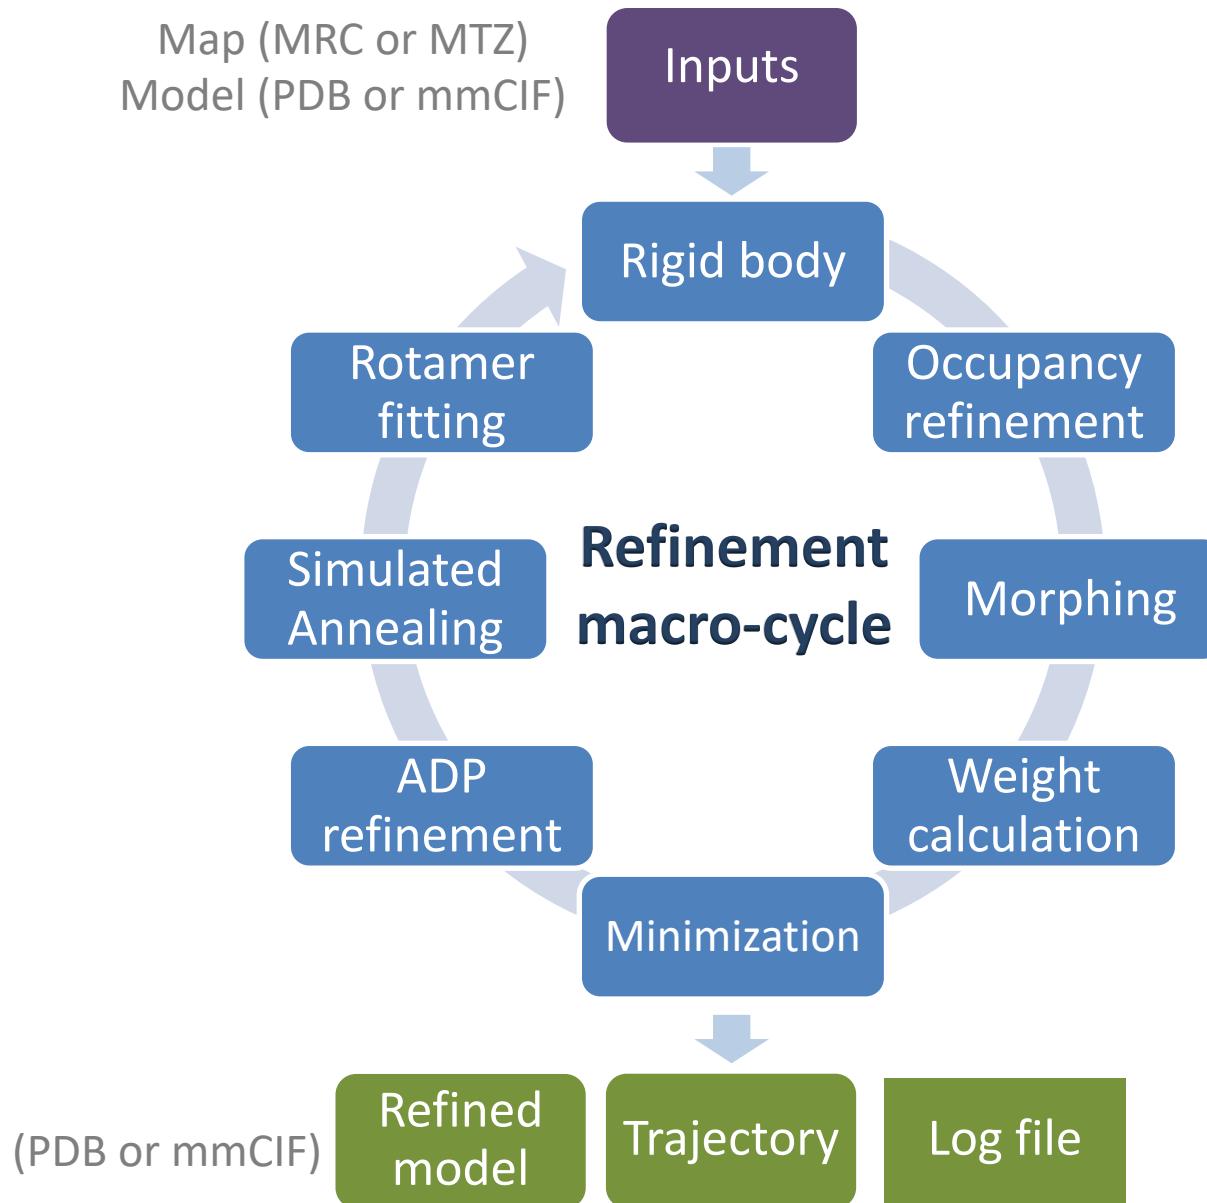 Map (MRC or MTZ)
Model (PDB or mmCIF)
Inputs
Rigid body
Rotamer
fitting
Occupancy
refinement
Simulated
Annealing
Refinement
macro-cycle
Morphing
ADP
refinement
Weight
calculation
Minimization
(PDB or mmCIF)
Refined
model
Trajectory
Log file